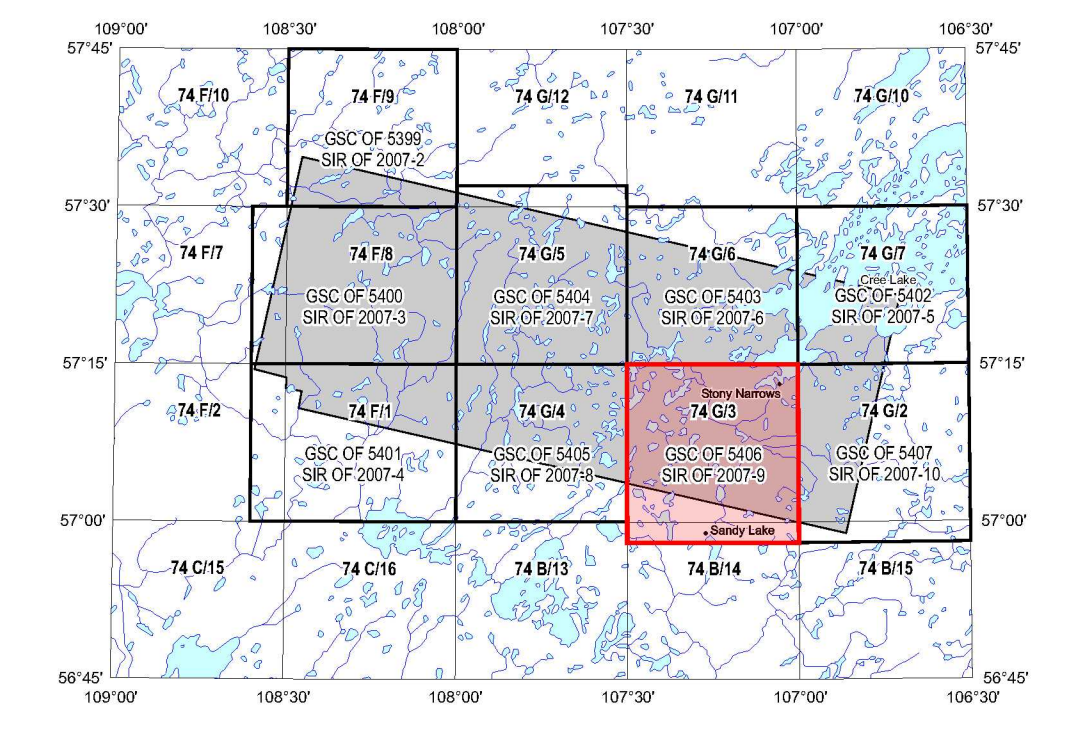 109°00'
108°30'
108°00'
107°30'
107°00'
106°30'
57°45'
57°45'
74 F/10
74 F/9
74 G/12
74 G/11
74 G/10
GSC OF 5399
SIR OF 2007-2
57°30'
57°30'
74 F/7
74 F/8
74 G/5
74 G/6
74 G/7
Cree Lake
GSC OF 5400
SIR OF 2007-3
GSC OF 5404
SIR OF 2007-7
GSC OF 5403
SIR OF 2007-6
GSC OF 5402
SIR OF 2007-5
57°15'
57°15'
Stony Narrows
74 F/2
74 F/1
74 G/4
74 G/3
74 G/2
GSC OF 5401
SIR OF 2007-4
GSC OF 5405
SIR OF 2007-8
GSC OF 5406
SIR OF 2007-9
GSC OF 5407
SIR OF 2007-10
57°00'
57°00'
Sandy Lake
74 C/15
74 C/16
74 B/13
74 B/14
74 B/15
56°45'
56°45'
109°00'
108°30'
108°00'
107°30'
107°00'
106°30'